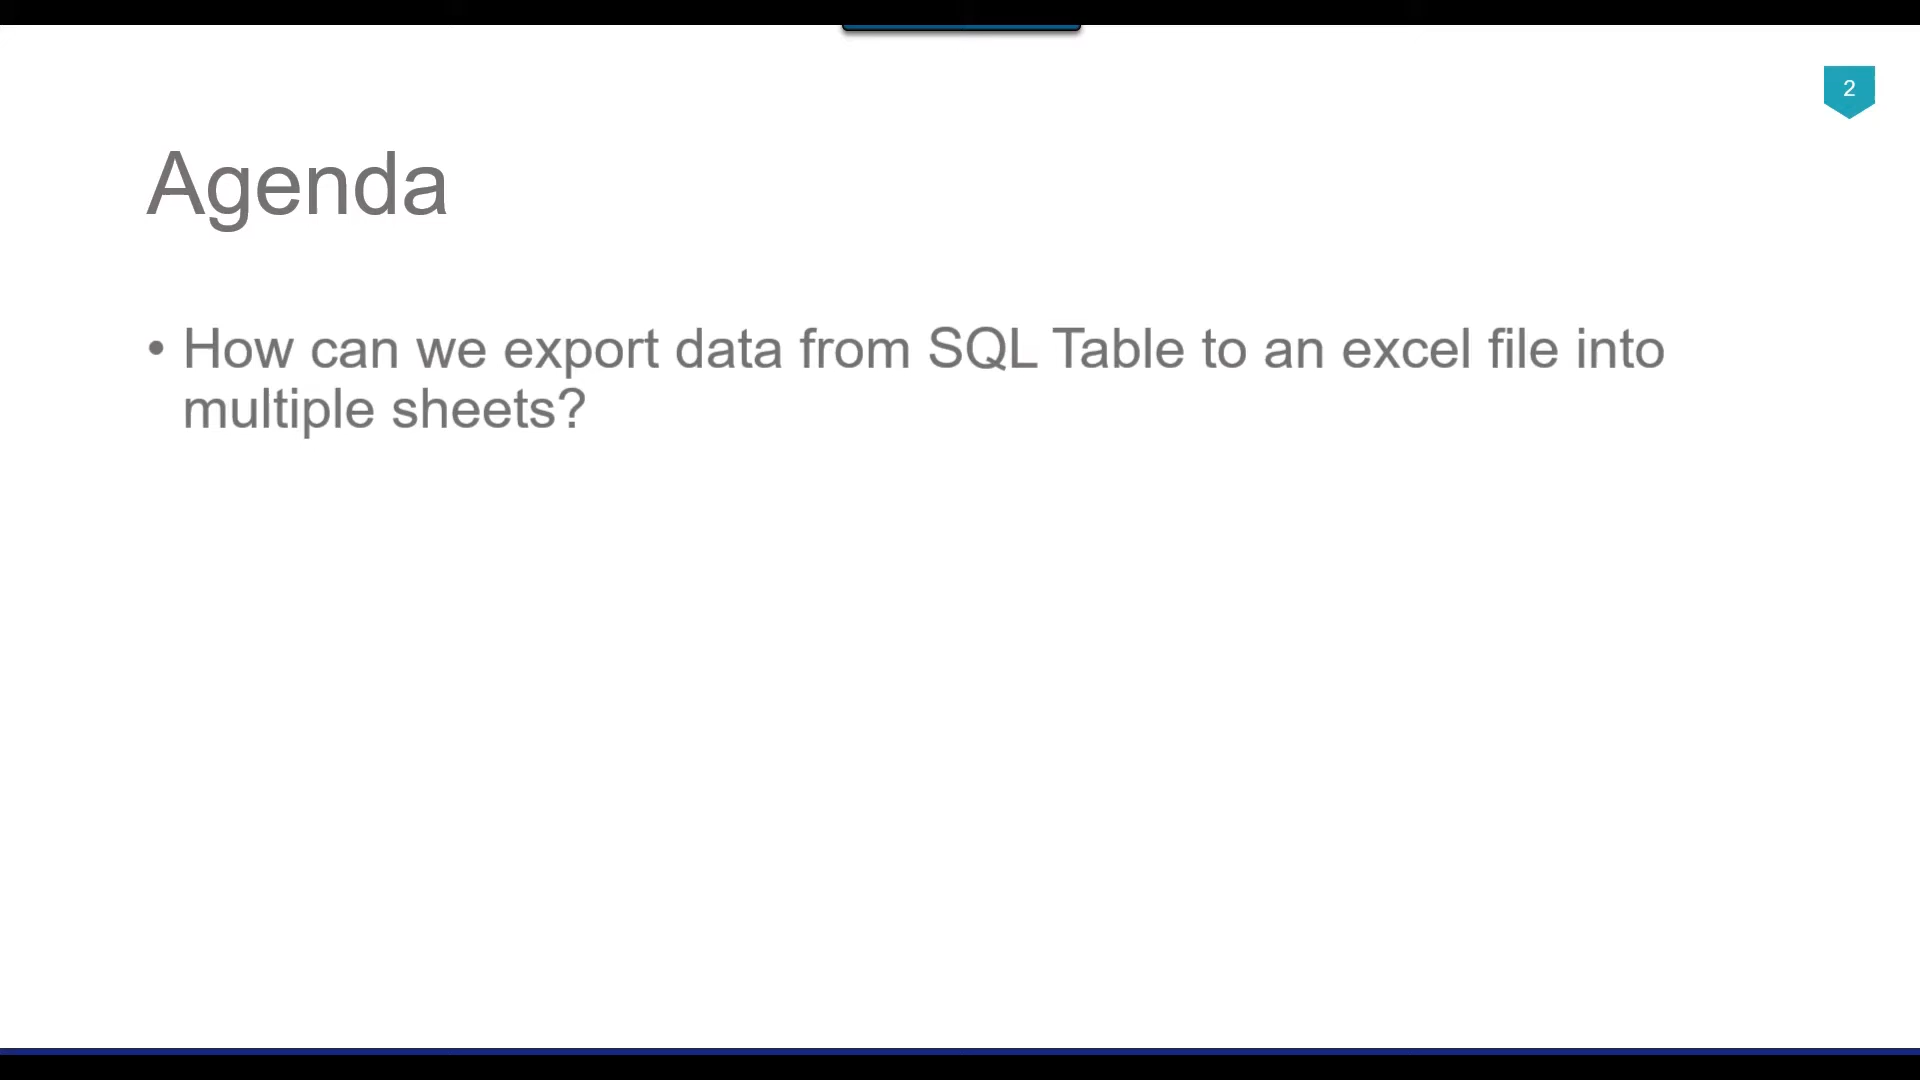 2
Agenda
• How can we export data from SQL Table to an excel file into
multiple sheets?